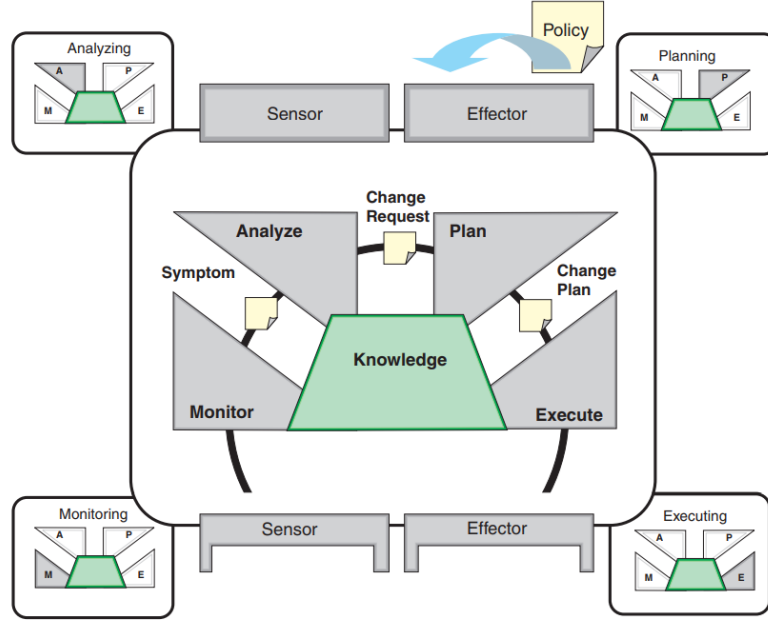 Policy
Analyzing
A
P
M
E
Planning
A
P
M
E
Sensor
Effector
Change
Request
Analyze
Plan
Symptom
Change
Plan
Knowledge
Monitor
Execute
Monitoring
A
P
M
E
Sensor
Effector
Executing
A
P
M
E